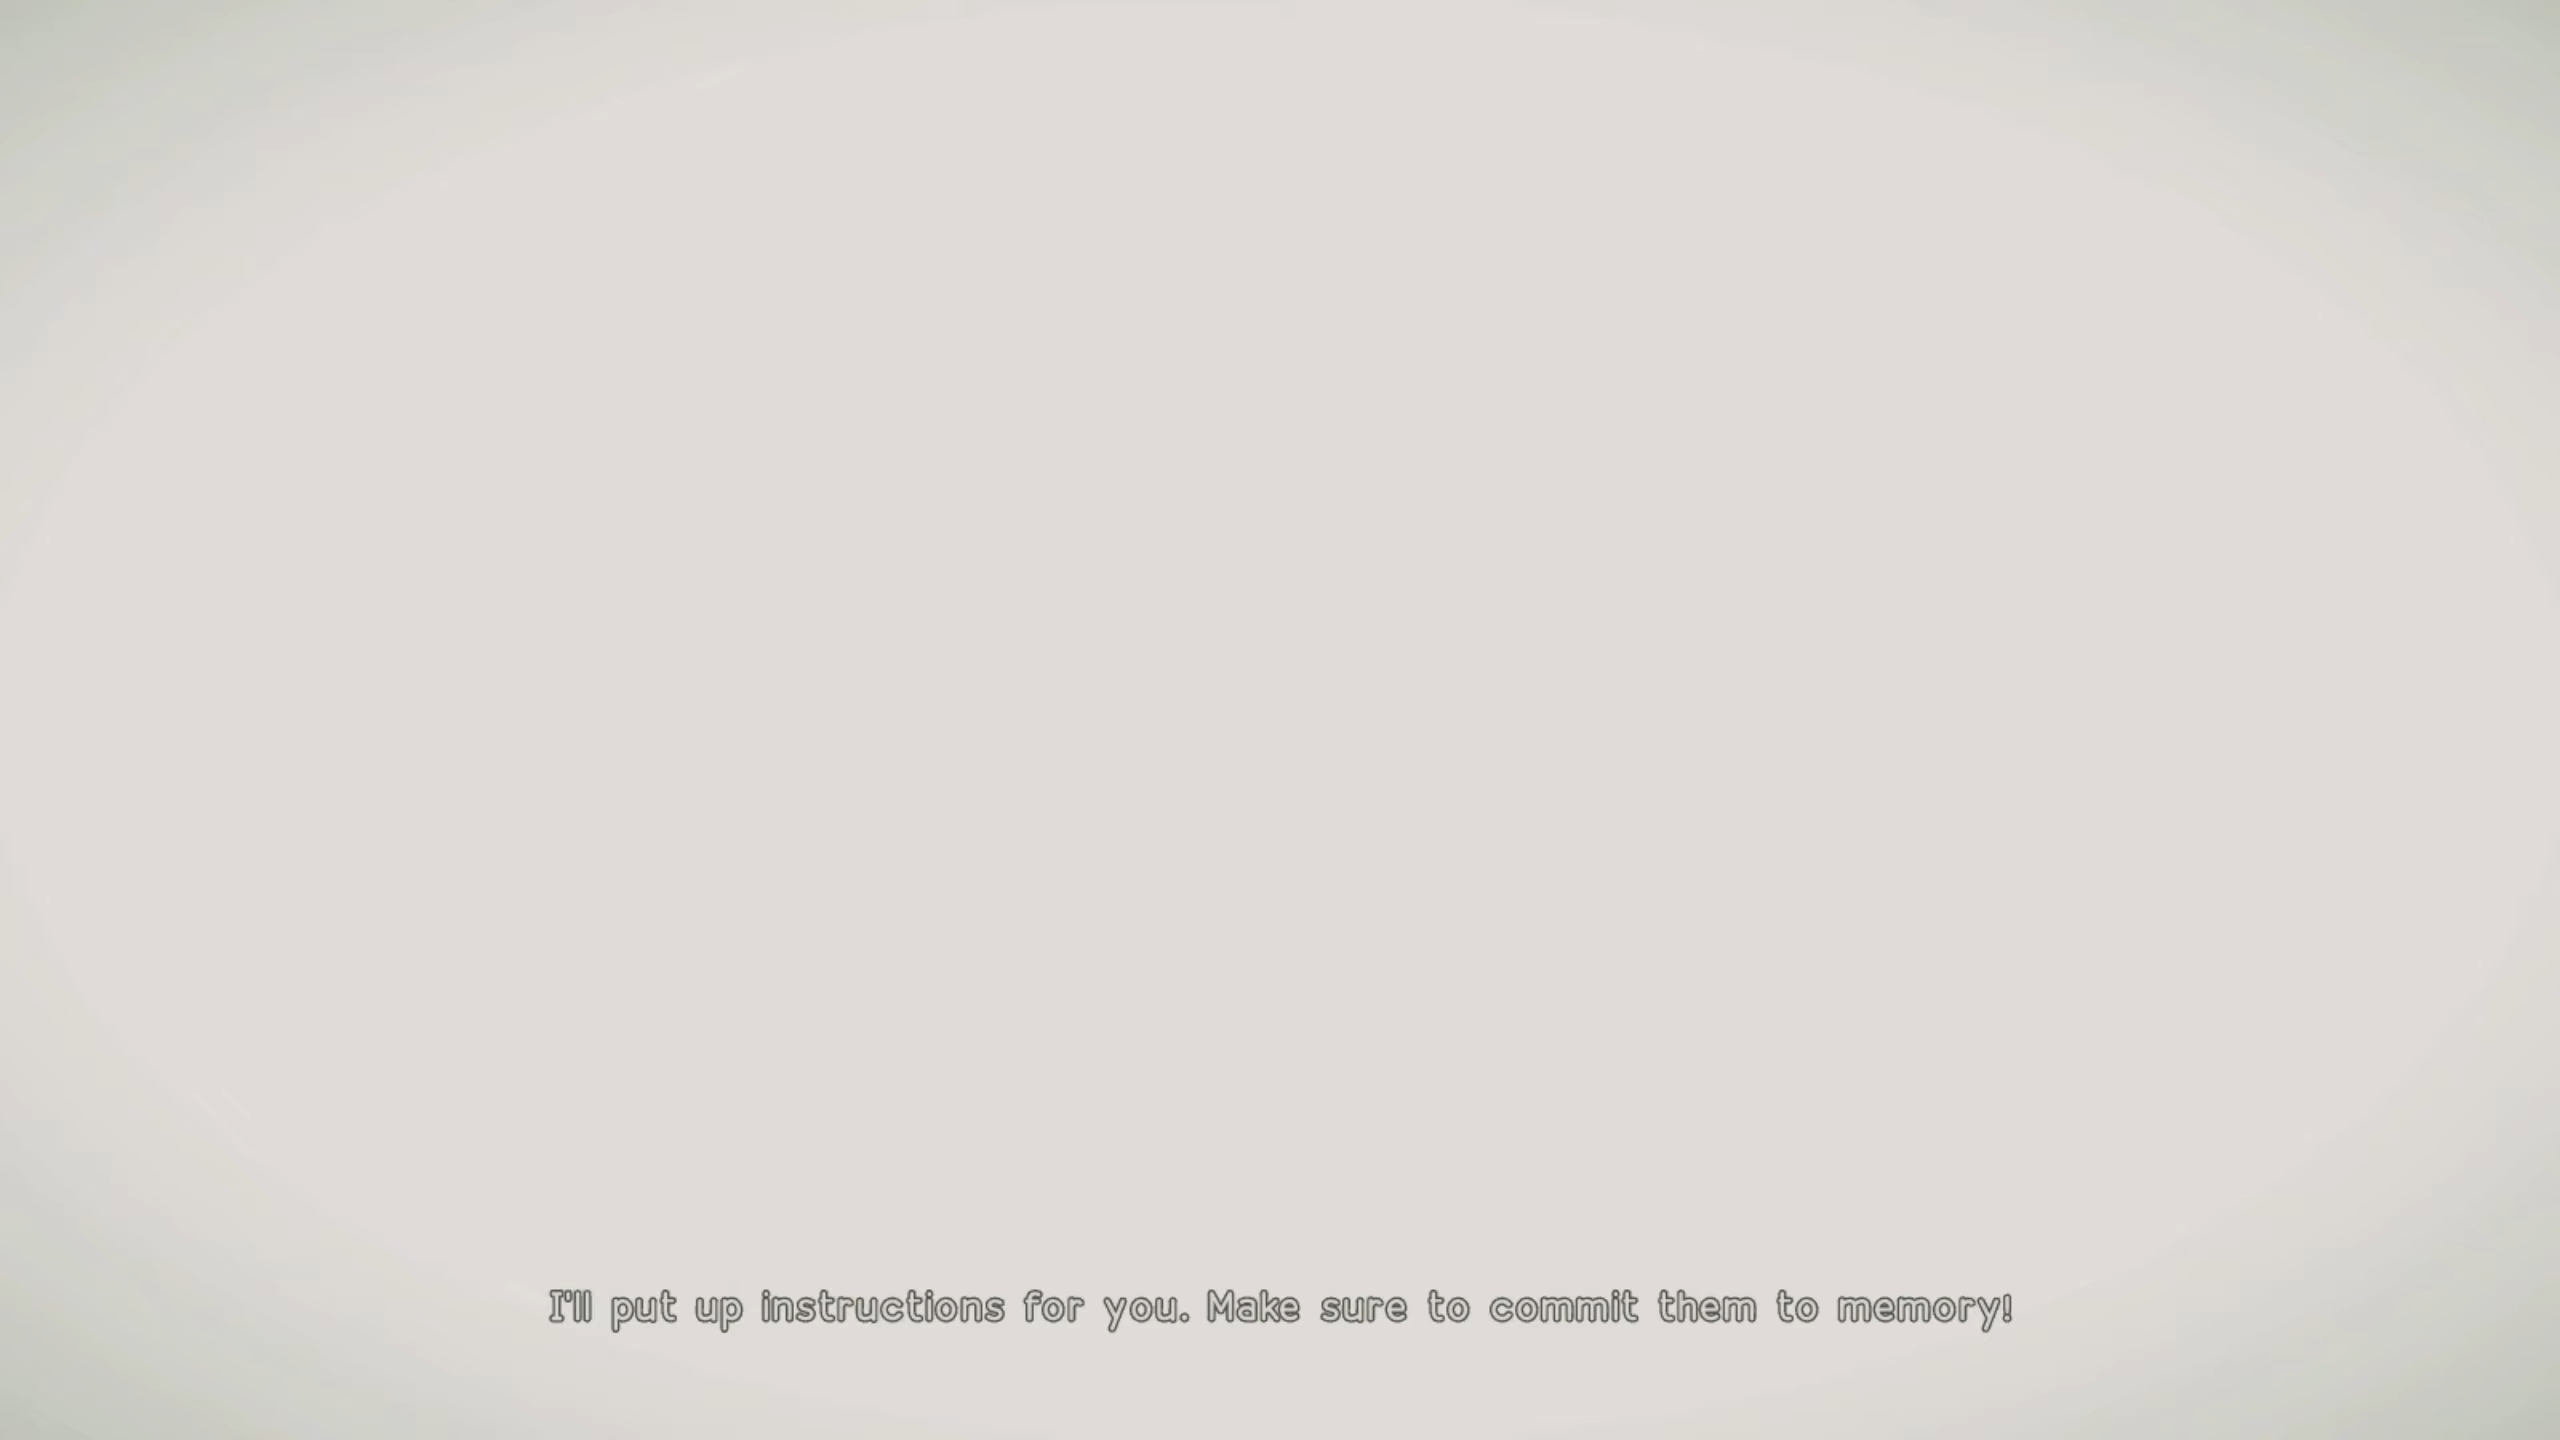 I'll put up instructions for you. Make sure to commit them to memory!